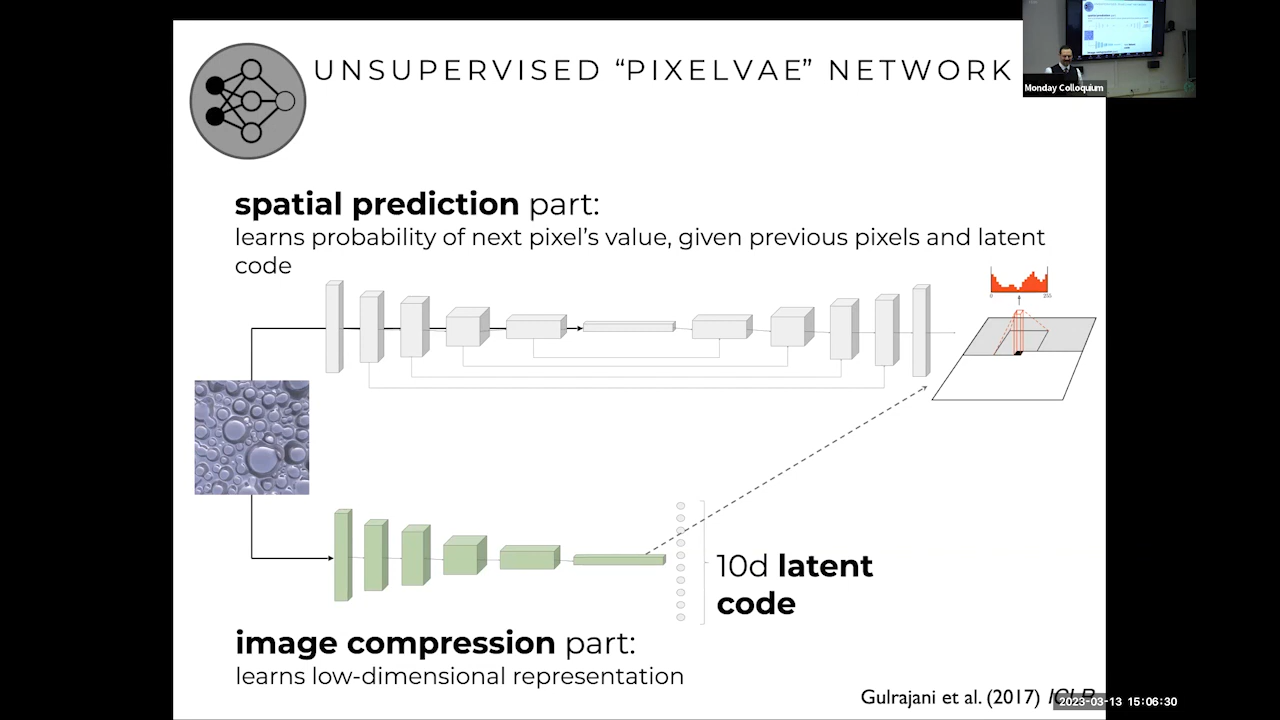 UNSUPERVISED “PIXELVAE” NETWORK
Monday Colloquium
spatial prediction part:
learns probability of next pixel’s value, given previous pixels and latent
code
0 255
10d latent
code
image compression part:
learns low-dimensional representation
Gulrajani et al. (2017)
2023-03-13 15:06:30